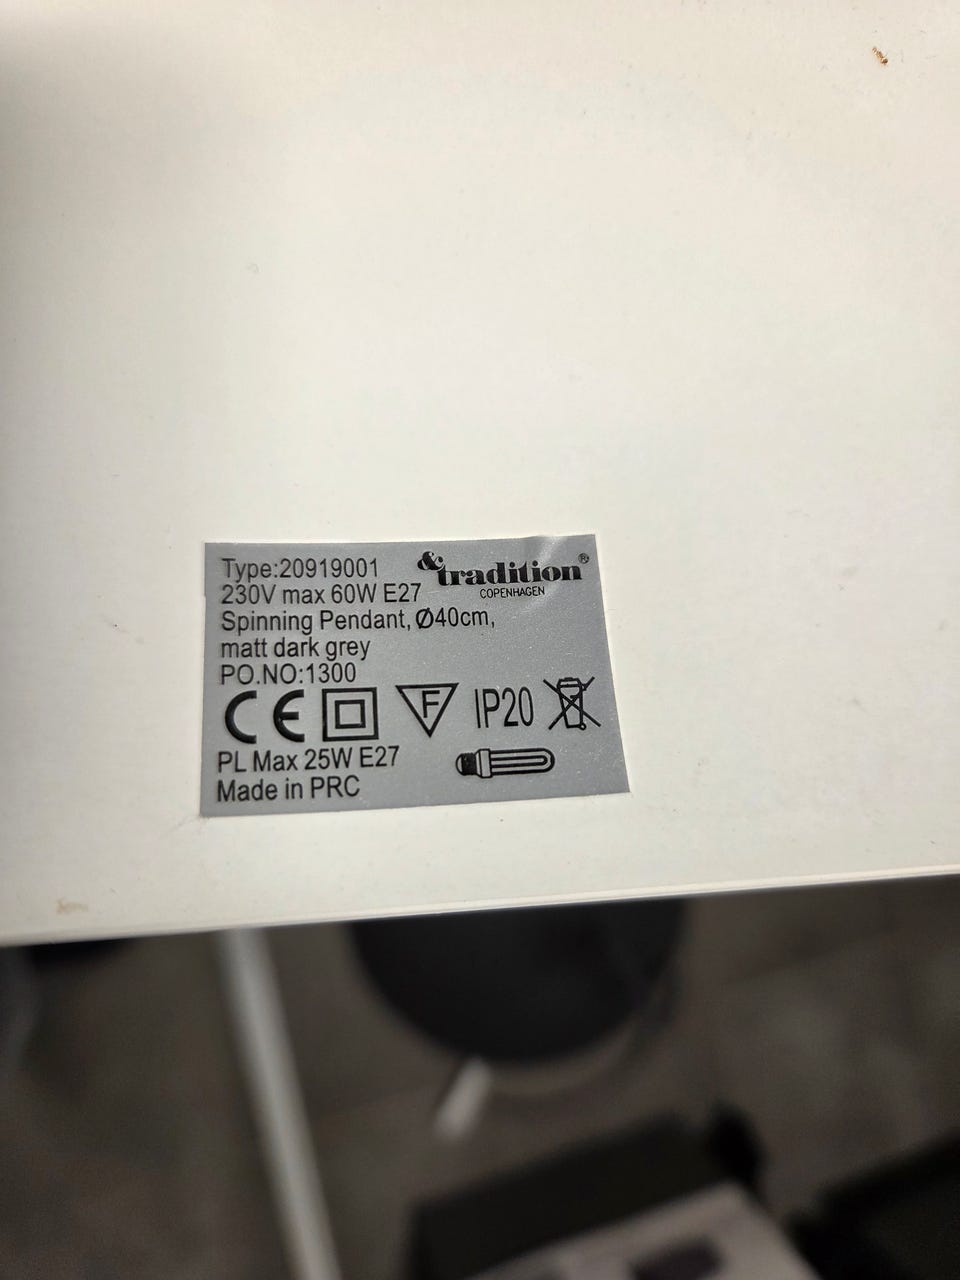 Type:20919001
&tradition®
COPENHAGEN
230V max 60W E27
Spinning Pendant, Ø40cm,
matt dark grey
PO.NO:1300
CE F IP20
PL Max 25W E27
Made in PRC